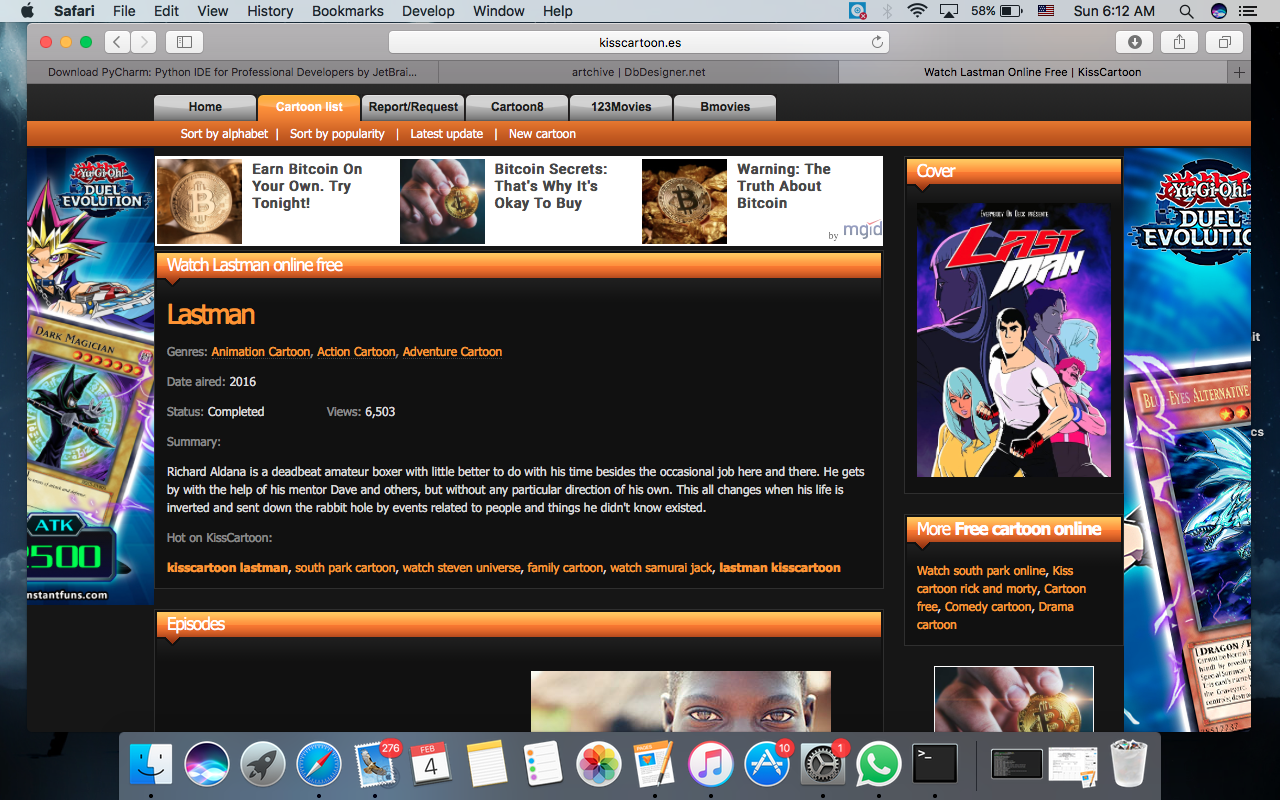 Safari File Edit View History Bookmarks Develop Window Help 58% Sun 6:12 AM
kisscartoon.es
Download PyCharm: Python IDE for Professional Developers by JetBrai... artchive | DbDesigner.net Watch Lastman Online Free | KissCartoon
Home Cartoon list Report/Request Cartoon8 123Movies Bmovies
Sort by alphabet | Sort by popularity | Latest update | New cartoon
Yu-Gi-Oh!
DUEL
EVOLUTION
DARK MAGICIAN
ATK
2500
instantfuns.com
Earn Bitcoin On
Your Own. Try
Tonight!
Bitcoin Secrets:
That's Why It's
Okay To Buy
Warning: The
Truth About
Bitcoin
by mgid
Watch Lastman online free
Lastman
Genres: Animation Cartoon, Action Cartoon, Adventure Cartoon
Date aired: 2016
Status: Completed Views: 6,503
Summary:
Richard Aldana is a deadbeat amateur boxer with little better to do with his time besides the occasional job here and there. He gets
by with the help of his mentor Dave and others, but without any particular direction of his own. This all changes when his life is
inverted and sent down the rabbit hole by events related to people and things he didn't know existed.
Hot on KissCartoon:
kisscartoon lastman, south park cartoon, watch steven universe, family cartoon, watch samurai jack, lastman kisscartoon
Episodes
Cover
EVERYBODY ON DECK PRÉSENTE
LAST
MAN
More Free cartoon online
Watch south park online, Kiss
cartoon rick and morty, Cartoon
free, Comedy cartoon, Drama
cartoon
Yu-Gi-Oh!
DUEL
EVOLUTIO
BLUE-EYES ALTERNATIVE
[DRAGON /
it
cs
276
FEB
4
PAGES
10
1